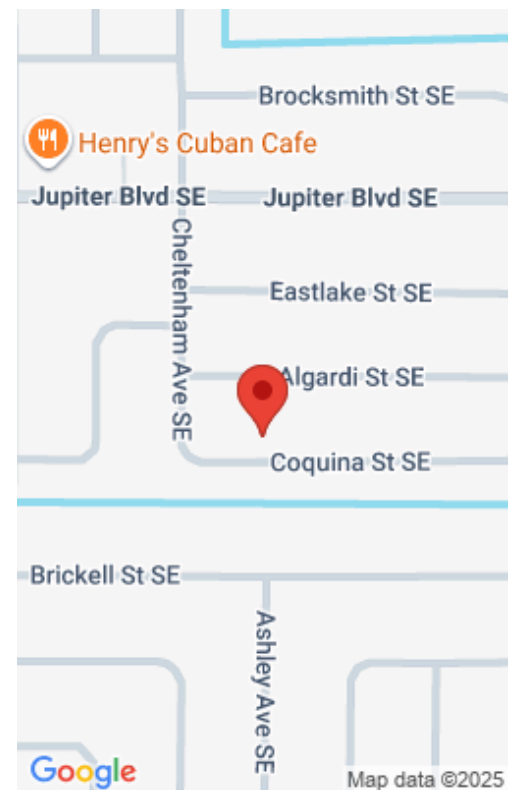 Brocksmith St SE
Henry's Cuban Cafe
Jupiter Blvd SE
Jupiter Blvd SE
Cheltenham Ave SE
Eastlake St SE
Algardi St SE
Coquina St SE
Brickell St SE
Ashley Ave SE
Google
Map data ©2025